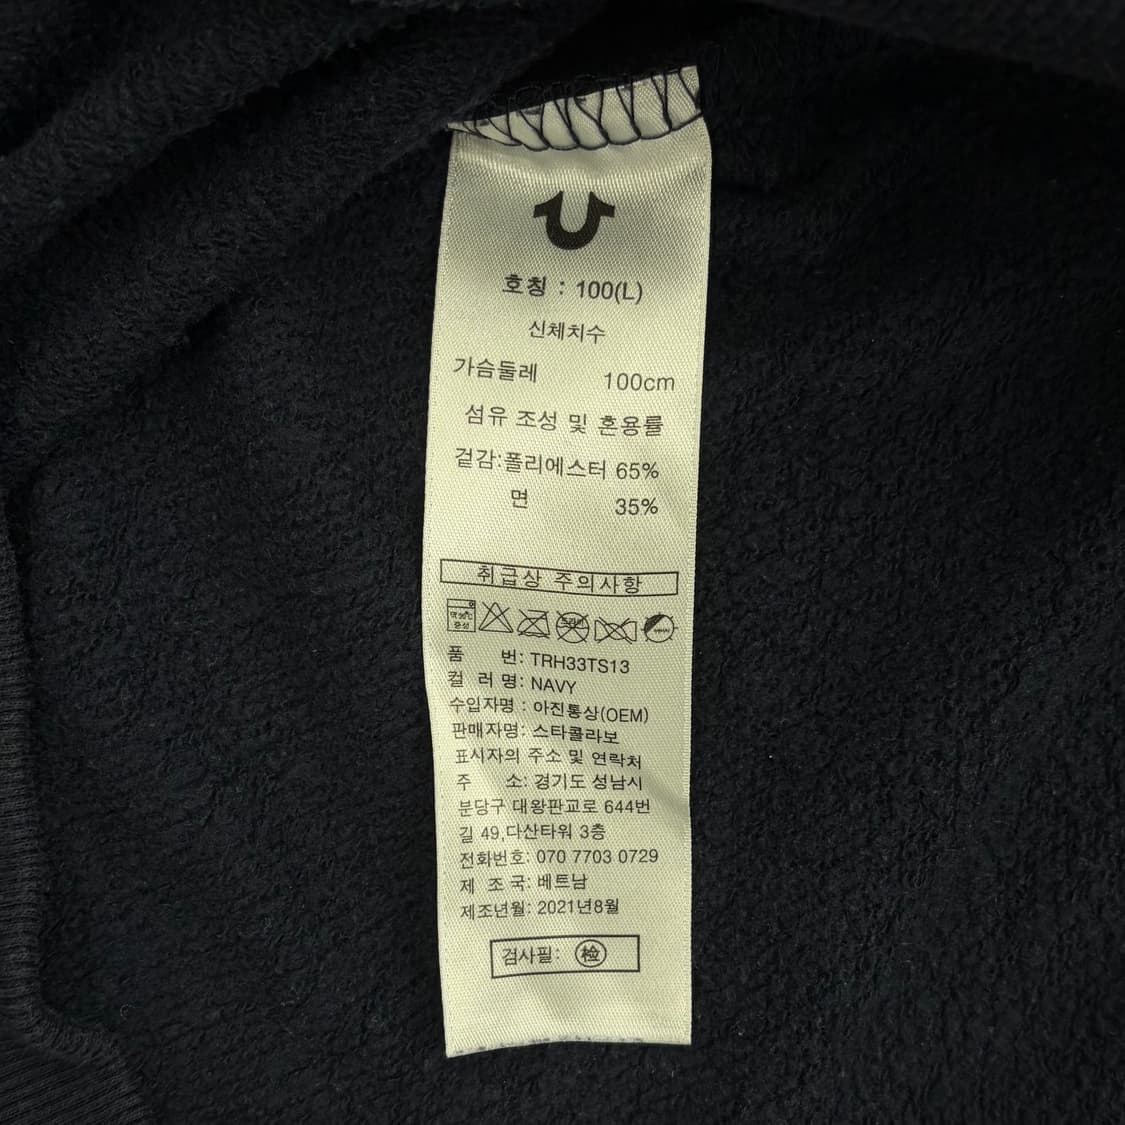 호칭 : 100(L)
신체치수
가슴둘레 100cm
섬유 조성 및 혼용률
겉감:폴리에스터 65%
면 35%
취급상 주의사항
품 번: TRH33TS13
컬 러 명: NAVY
수입자명 : 아진통상(OEM)
판매자명: 스타콜라보
표시자의 주소 및 연락처
주 소: 경기도 성남시
분당구 대왕판교로 644번
길 49,다산타워 3층
전화번호: 070 7703 0729
제 조 국: 베트남
제조년월: 2021년8월
검사필: 検